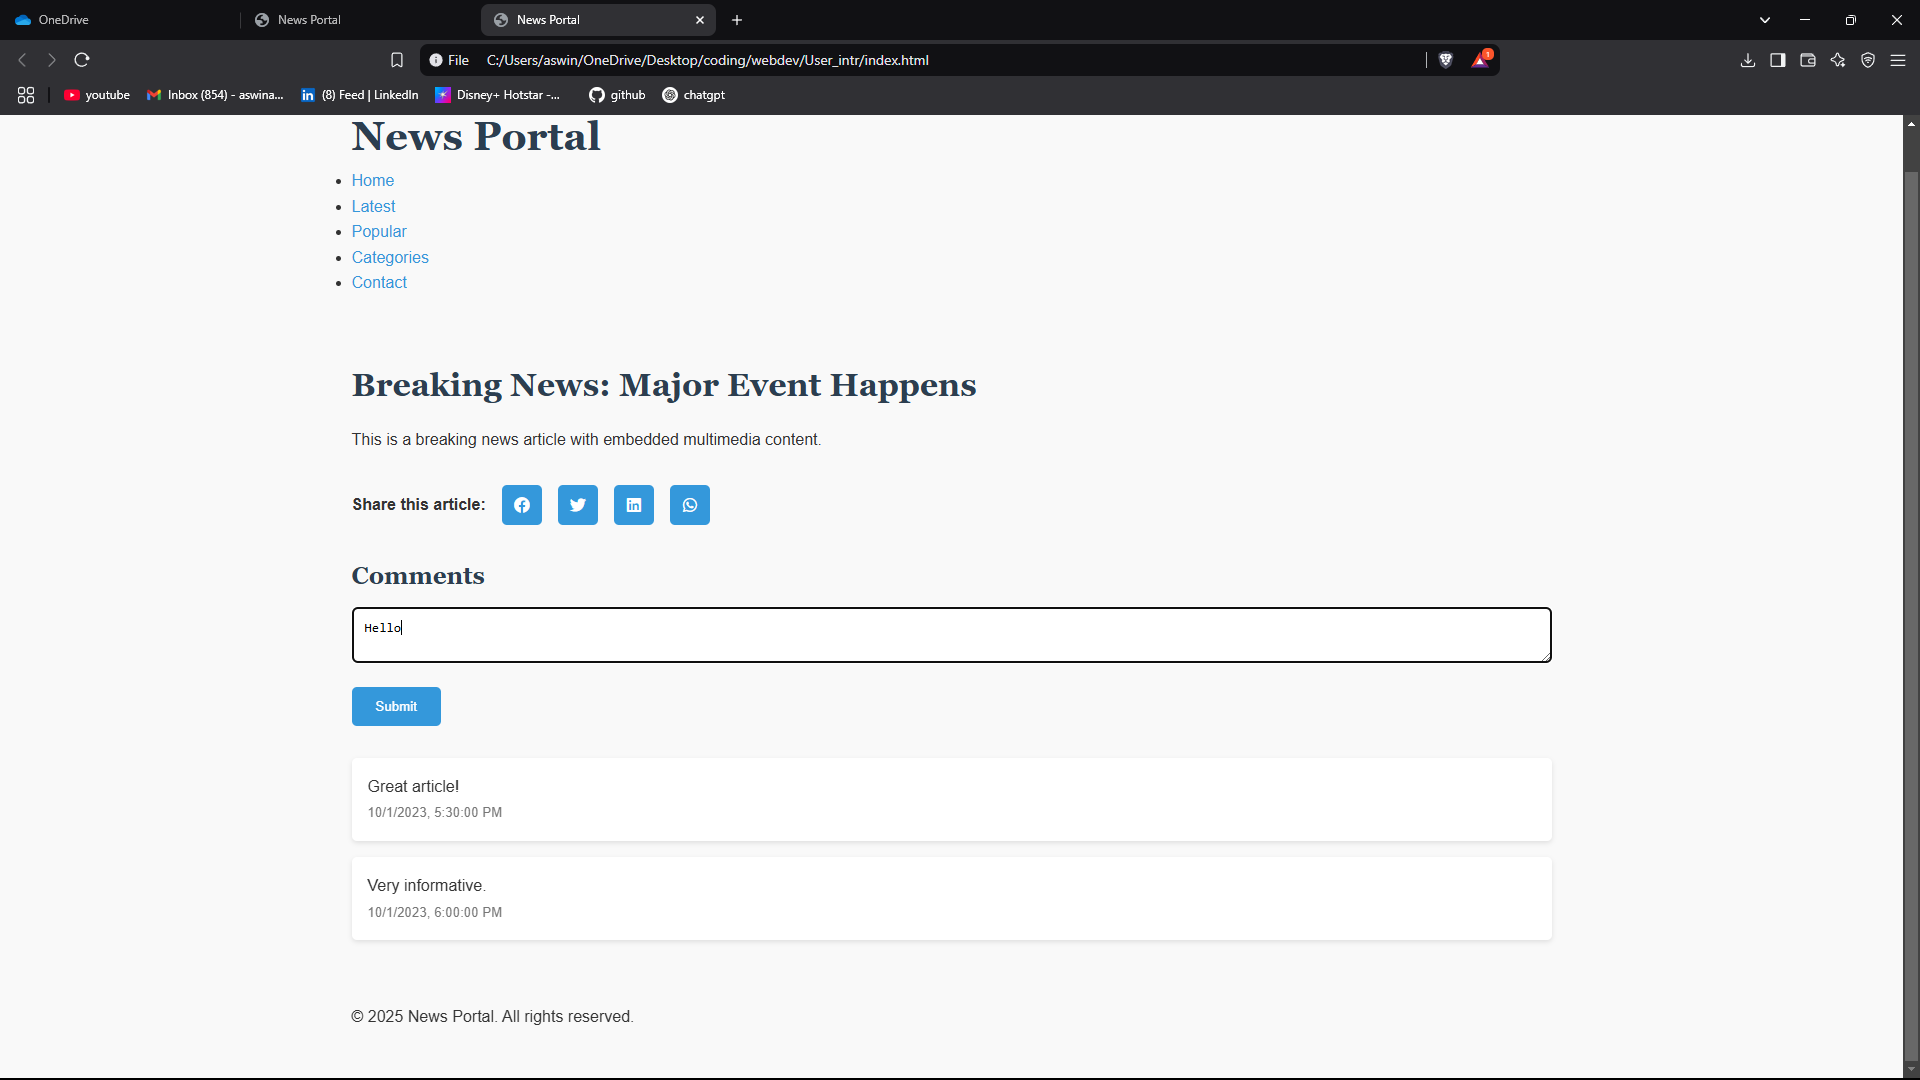 OneDrive
News Portal
News Portal
File C:/Users/aswin/OneDrive/Desktop/coding/webdev/User_intr/index.html
1
youtube
Inbox (854) - aswina...
(8) Feed | LinkedIn
Disney+ Hotstar -...
github
chatgpt
News Portal
Home
Latest
Popular
Categories
Contact
Breaking News: Major Event Happens
This is a breaking news article with embedded multimedia content.
Share this article:
Comments
Hello
Submit
Great article!
10/1/2023, 5:30:00 PM
Very informative.
10/1/2023, 6:00:00 PM
© 2025 News Portal. All rights reserved.